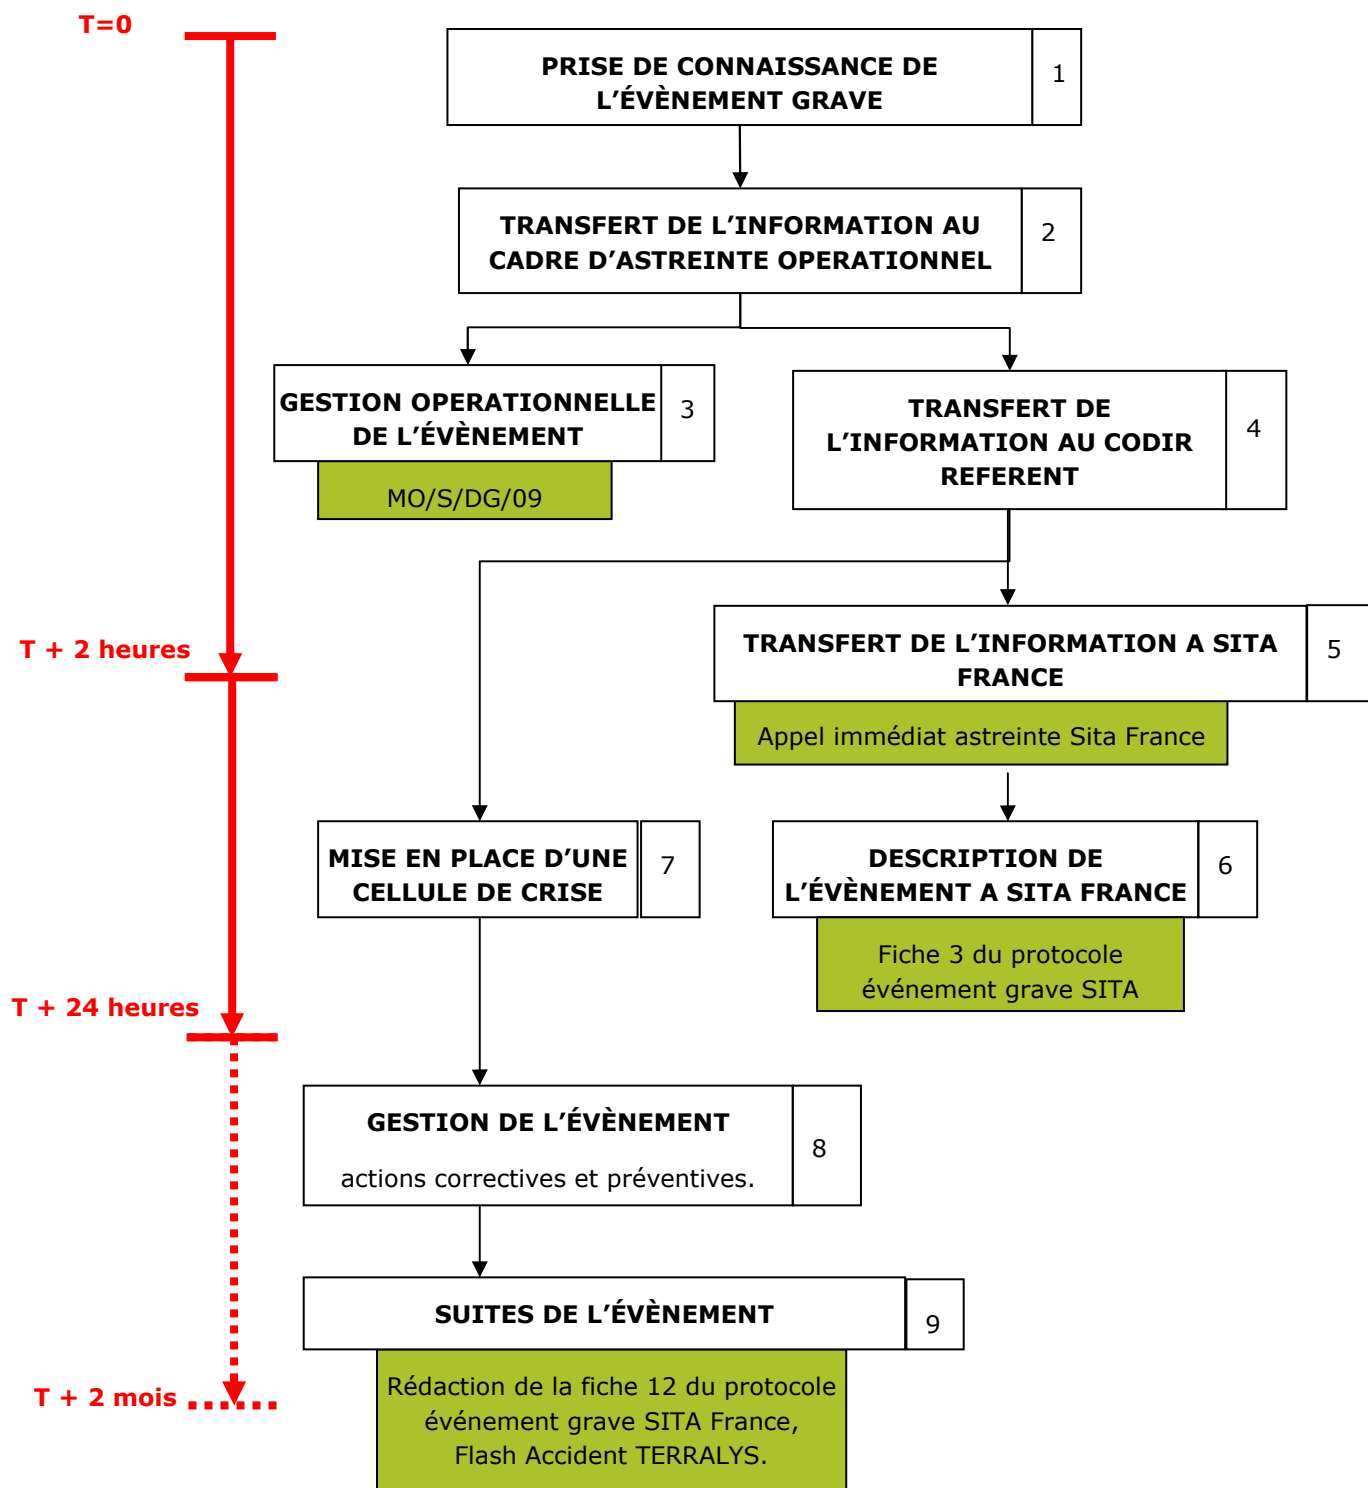 T=0
PRISE DE CONNAISSANCE DE
L’ÉVÈNEMENT GRAVE
1
TRANSFERT DE L’INFORMATION AU
CADRE D’ASTREINTE OPERATIONNEL
2
GESTION OPERATIONNELLE
DE L’ÉVÈNEMENT
3
MO/S/DG/09
TRANSFERT DE
L’INFORMATION AU CODIR
REFERENT
4
T + 2 heures
TRANSFERT DE L’INFORMATION A SITA
FRANCE
5
Appel immédiat astreinte Sita France
MISE EN PLACE D’UNE
CELLULE DE CRISE
7
DESCRIPTION DE
L’ÉVÈNEMENT A SITA FRANCE
6
Fiche 3 du protocole
événement grave SITA
T + 24 heures
GESTION DE L’ÉVÈNEMENT
actions correctives et préventives.
8
SUITES DE L’ÉVÈNEMENT
9
T + 2 mois
Rédaction de la fiche 12 du protocole
événement grave SITA France,
Flash Accident TERRALYS.